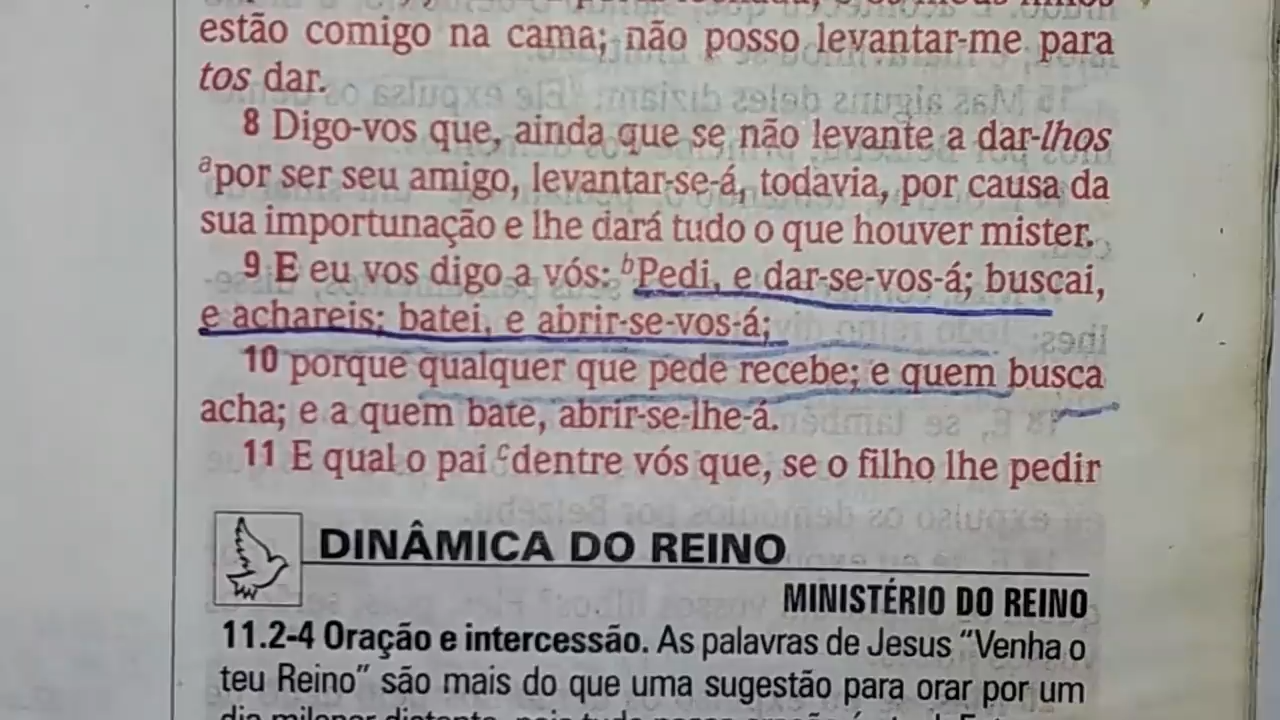 estão comigo na cama; não posso levantar-me para
tos dar.
8 Digo-vos que, ainda que se não levante a dar-lhos
a por ser seu amigo, levantar-se-á, todavia, por causa da
sua importunação e lhe dará tudo o que houver mister.
9 E eu vos digo a vós: b Pedi, e dar-se-vos-á; buscai,
e achareis; batei, e abrir-se-vos-á;
10 porque qualquer que pede recebe; e quem busca
acha; e a quem bate, abrir-se-lhe-á.
11 E qual o pai c dentre vós que, se o filho lhe pedir
DINÂMICA DO REINO
MINISTÉRIO DO REINO
11.2-4 Oração e intercessão. As palavras de Jesus "Venha o
teu Reino" são mais do que uma sugestão para orar por um